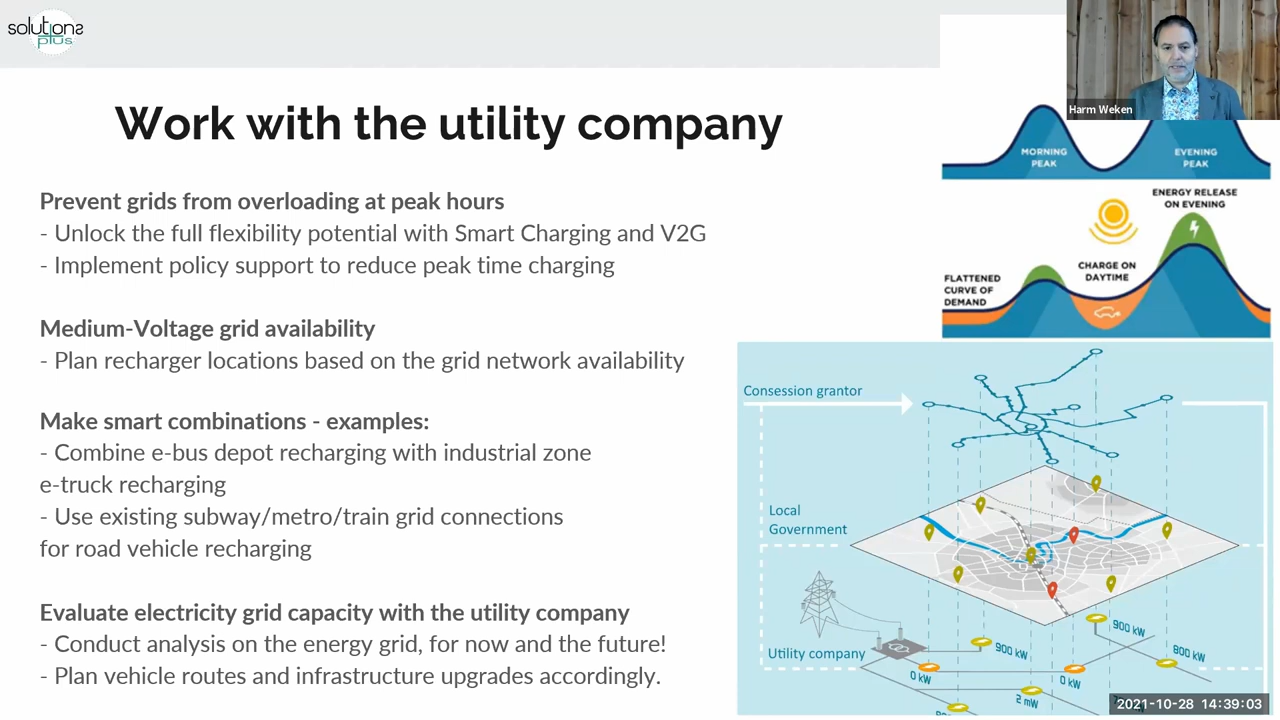 solutions
plus
Harm Weken
Work with the utility company
Prevent grids from overloading at peak hours
- Unlock the full flexibility potential with Smart Charging and V2G
- Implement policy support to reduce peak time charging
Medium-Voltage grid availability
- Plan recharger locations based on the grid network availability
Make smart combinations - examples:
- Combine e-bus depot recharging with industrial zone
e-truck recharging
- Use existing subway/metro/train grid connections
for road vehicle recharging
Evaluate electricity grid capacity with the utility company
- Conduct analysis on the energy grid, for now and the future!
- Plan vehicle routes and infrastructure upgrades accordingly.
MORNING
PEAK
EVENING
PEAK
ENERGY RELEASE
ON EVENING
CHARGE ON
DAYTIME
FLATTENED
CURVE OF
DEMAND
Consession grantor
Local
Government
Utility company
900 kW
900 kW
800 kW
0 kW
0 kW
2 mW
2021-10-28 14:39:03